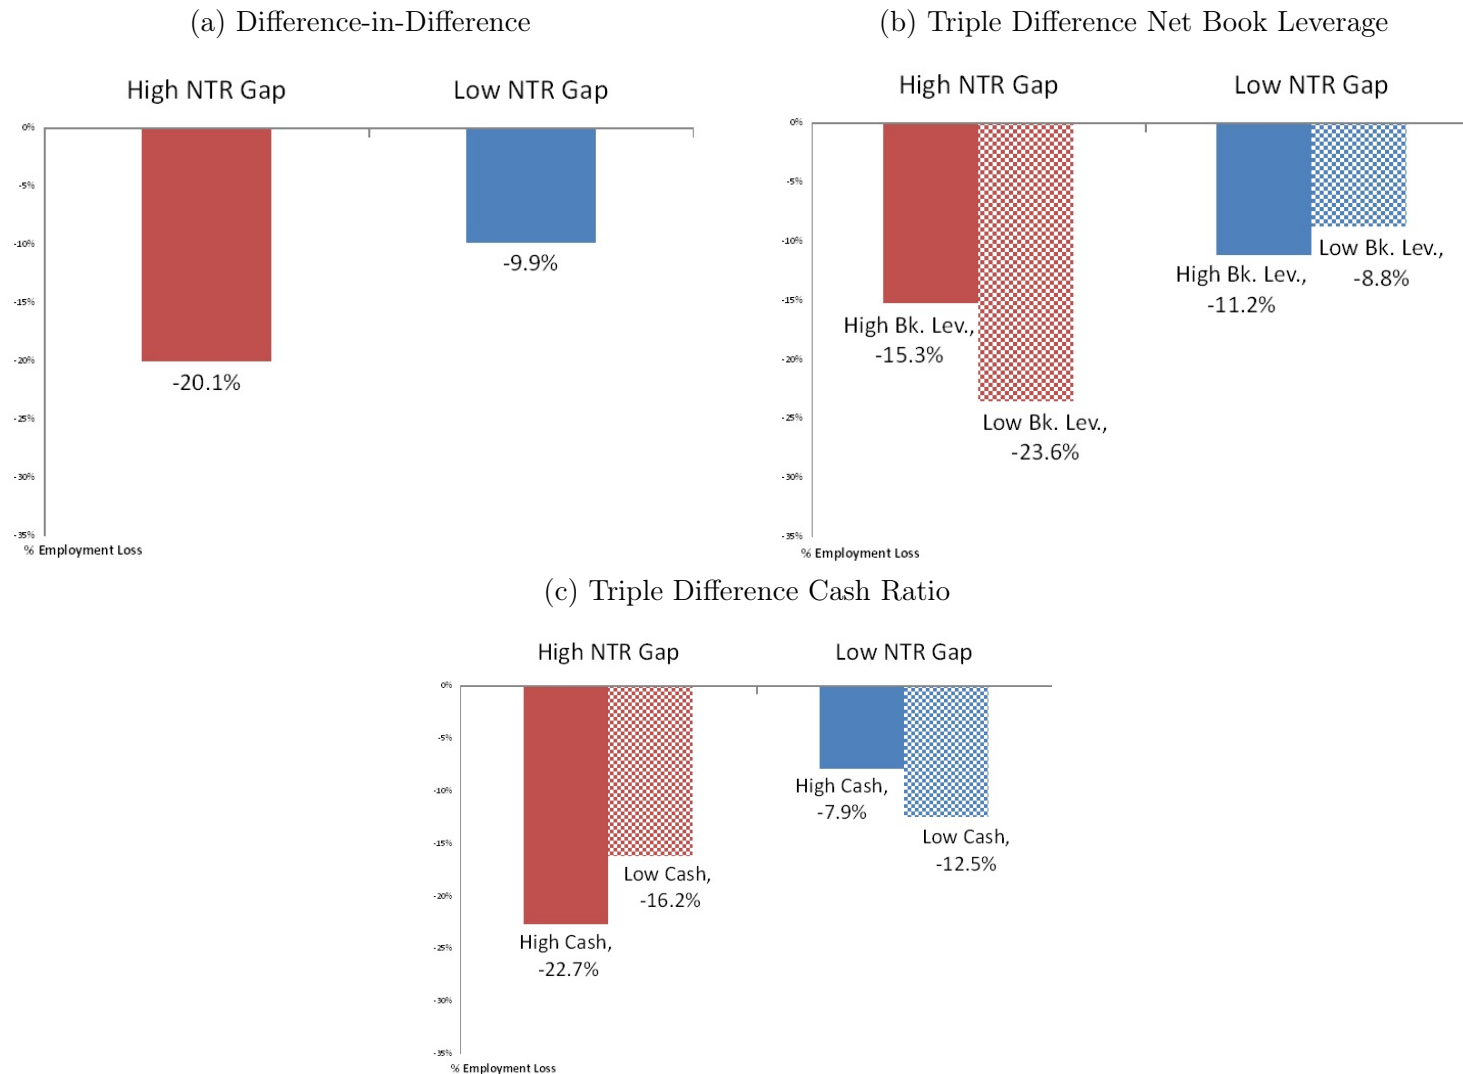 (a) Difference-in-Difference
High NTR Gap
Low NTR Gap
0%
-5%
-10%
-15%
-20%
-25%
-30%
-35%
-20.1%
-9.9%
% Employment Loss
(b) Triple Difference Net Book Leverage
High NTR Gap
Low NTR Gap
0%
-5%
-10%
-15%
-20%
-25%
-30%
-35%
High Bk. Lev.,
-15.3%
Low Bk. Lev.,
-23.6%
High Bk. Lev.,
-11.2%
Low Bk. Lev.,
-8.8%
% Employment Loss
(c) Triple Difference Cash Ratio
High NTR Gap
Low NTR Gap
0%
-5%
-10%
-15%
-20%
-25%
-30%
-35%
High Cash,
-22.7%
Low Cash,
-16.2%
High Cash,
-7.9%
Low Cash,
-12.5%
% Employment Loss